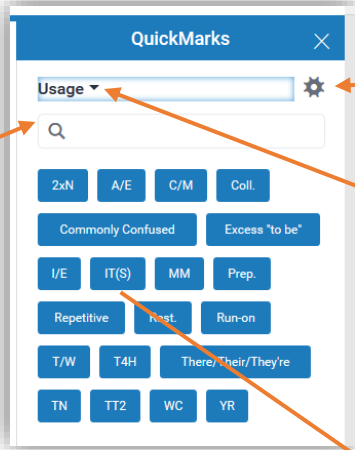 QuickMarks
Usage
2xN A/E C/M Coll.
Commonly Confused Excess "to be"
I/E IT(S) MM Prep.
Repetitive Rest. Run-on
T/W T4H There/Their/They're
TN TT2 WC YR